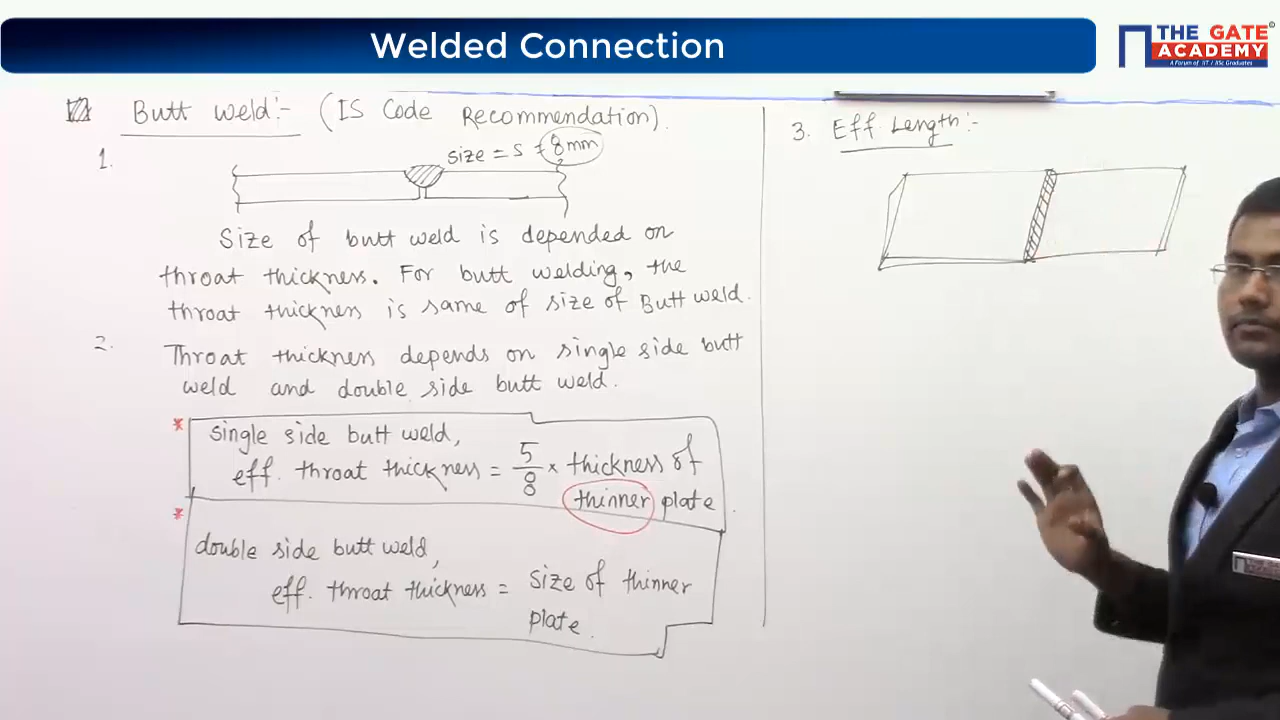 Welded Connection
THE GATE ACADEMY
A Forum of IIT / IISc Graduates
Butt weld:- (IS Code Recommendation).
1.
size = S = 8mm
Size of butt weld is depended on
throat thickness. For butt welding, the
throat thickness is same of size of Butt weld.
2.
Throat thickness depends on single side butt
weld and double side butt weld.
* single side butt weld,
eff. throat thickness = 5/8 × thickness of
thinner plate
* double side butt weld,
eff. throat thickness = size of thinner
plate.
3. Eff. Length:-